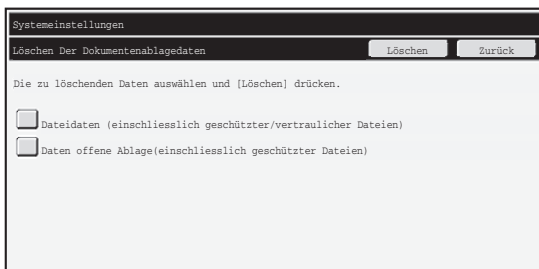 Systemeinstellungen
Löschen Der Dokumentenablagedaten Löschen Zurück
Die zu löschenden Daten auswählen und [Löschen] drücken.
Dateidaten (einschliesslich geschützter/vertraulicher Dateien)
Daten offene Ablage(einschliesslich geschützter Dateien)